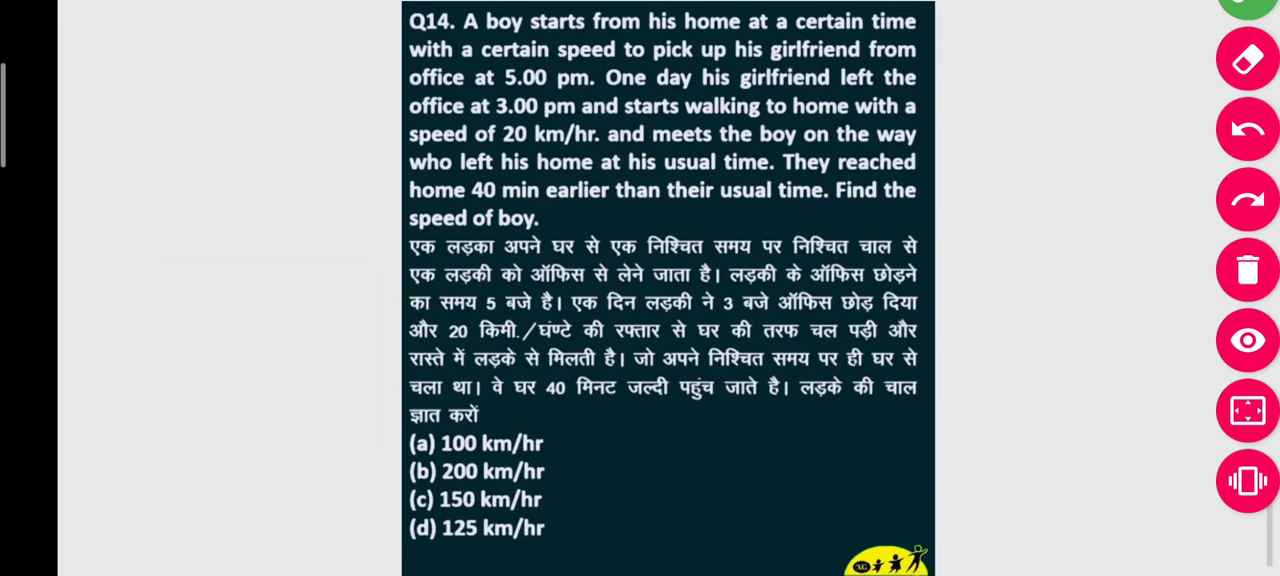 Q14. A boy starts from his home at a certain time
with a certain speed to pick up his girlfriend from
office at 5.00 pm. One day his girlfriend left the
office at 3.00 pm and starts walking to home with a
speed of 20 km/hr. and meets the boy on the way
who left his home at his usual time. They reached
home 40 min earlier than their usual time. Find the
speed of boy.
एक लड़का अपने घर से एक निश्चित समय पर निश्चित चाल से
एक लड़की को ऑफिस से लेने जाता है। लड़की के ऑफिस छोड़ने
का समय 5 बजे है। एक दिन लड़की ने 3 बजे ऑफिस छोड़ दिया
और 20 किमी./घंण्टे की रफ्तार से घर की तरफ चल पड़ी और
रास्ते में लड़के से मिलती है। जो अपने निश्चित समय पर ही घर से
चला था। वे घर 40 मिनट जल्दी पहुंच जाते है। लड़के की चाल
ज्ञात करों
(a) 100 km/hr
(b) 200 km/hr
(c) 150 km/hr
(d) 125 km/hr
XG